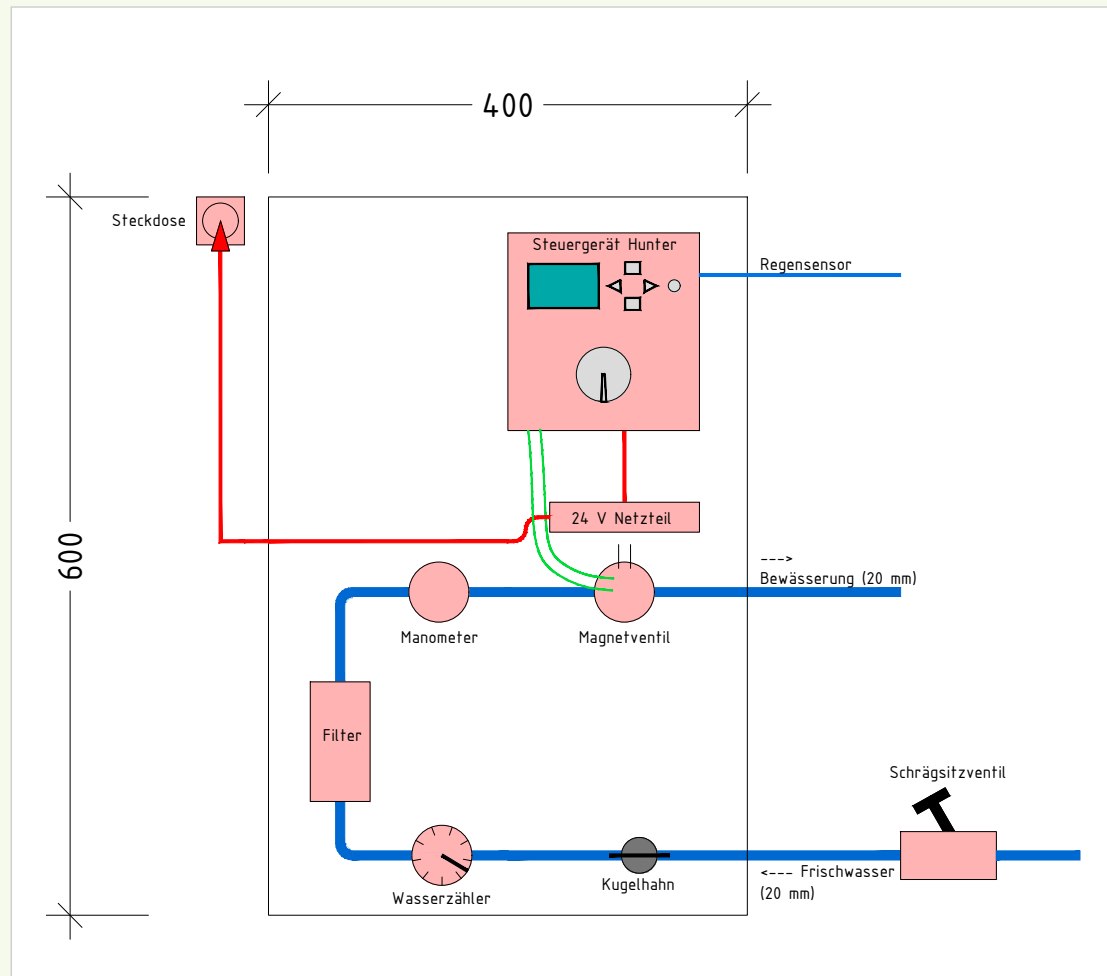 400
Steckdose
Steuergerät Hunter
Regensensor
600
24 V Netzteil
--->
Bewässerung (20 mm)
Manometer
Magnetventil
Filter
Schrägsitzventil
<--- Frischwasser
(20 mm)
Kugelhahn
Wasserzähler